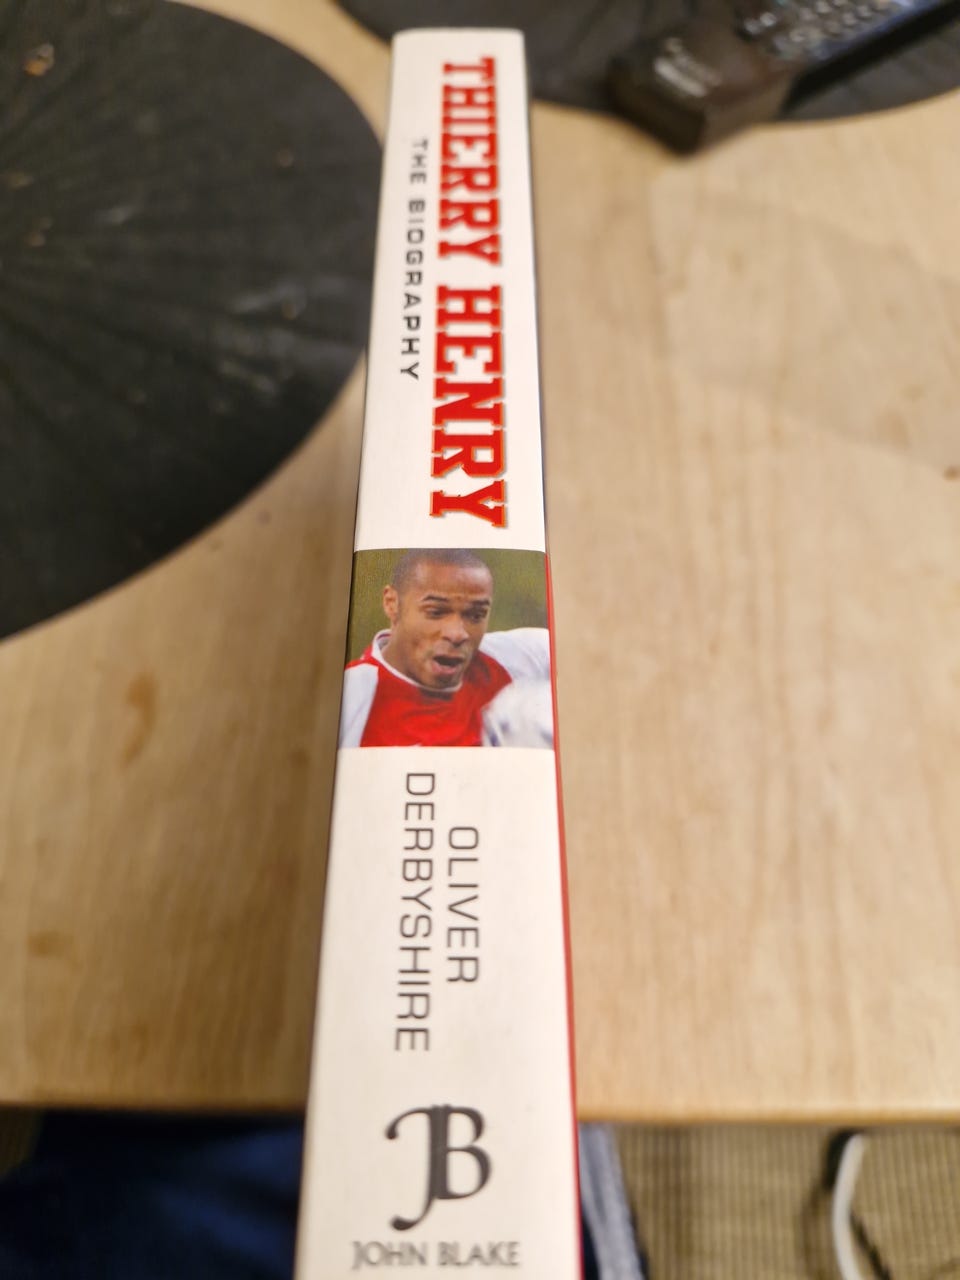 THIERRY HENRY
THE BIOGRAPHY
OLIVER
DERBYSHIRE
JB
JOHN BLAKE